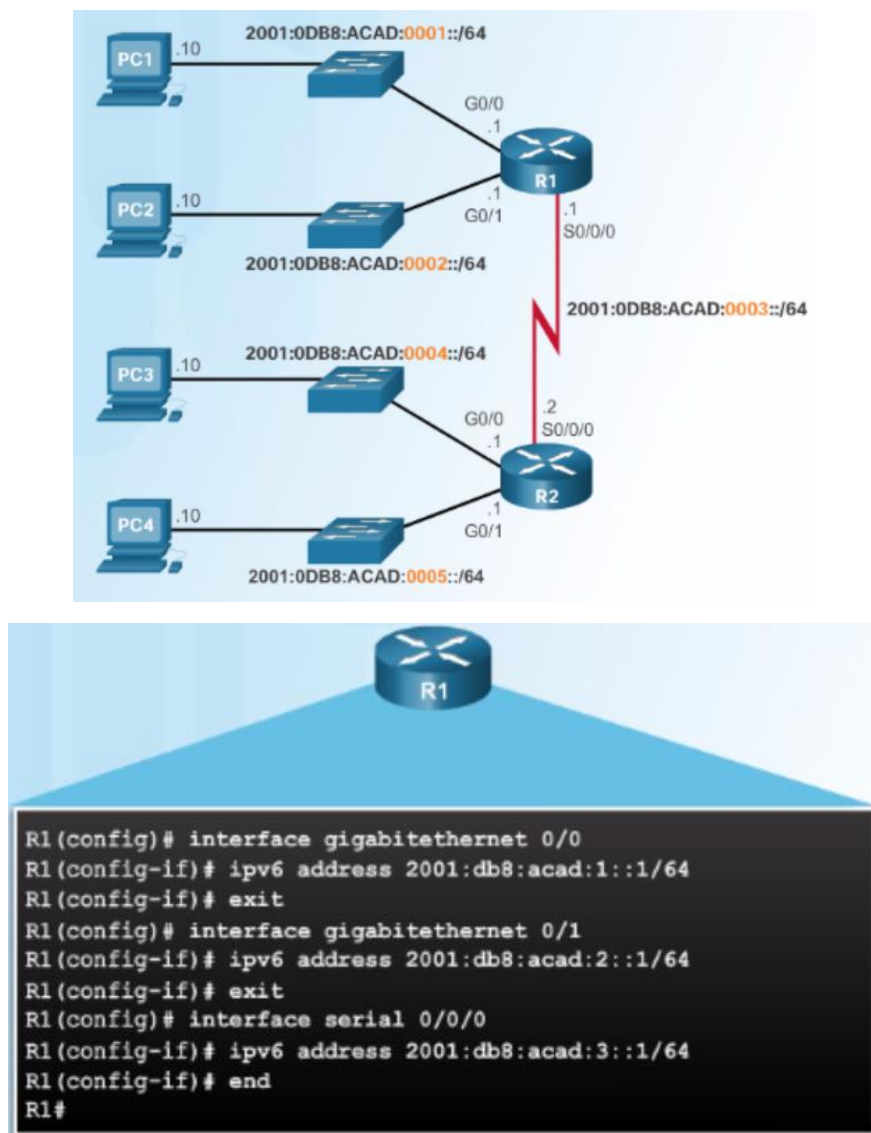 2001:0DB8:ACAD:0001::/64
PC1
.10
G0/0
.1
R1
PC2
.10
.1
G0/1
.1
S0/0/0
2001:0DB8:ACAD:0002::/64
2001:0DB8:ACAD:0003::/64
2001:0DB8:ACAD:0004::/64
PC3
.10
G0/0
.1
.2
S0/0/0
R2
PC4
.10
.1
G0/1
2001:0DB8:ACAD:0005::/64
R1
R1(config)# interface gigabitethernet 0/0
R1(config-if)# ipv6 address 2001:db8:acad:1::1/64
R1(config-if)# exit
R1(config)# interface gigabitethernet 0/1
R1(config-if)# ipv6 address 2001:db8:acad:2::1/64
R1(config-if)# exit
R1(config)# interface serial 0/0/0
R1(config-if)# ipv6 address 2001:db8:acad:3::1/64
R1(config-if)# end
R1#